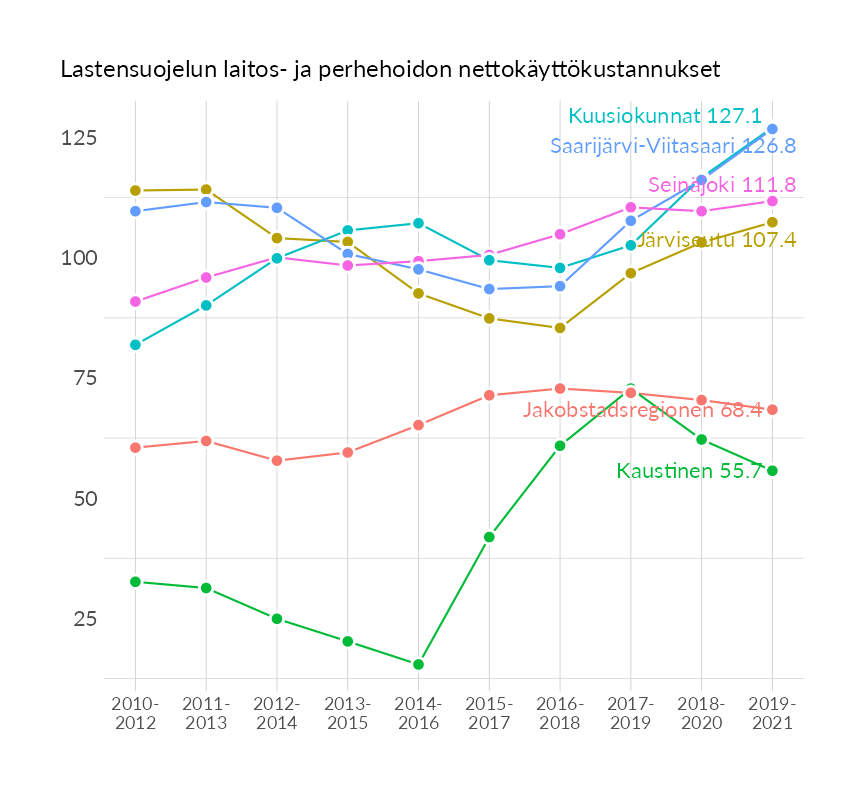 Lastensuojelun laitos- ja perhehoidon nettokäyttökustannukset
Kuusiokunnat 127.1
125
Saarijärvi-Viitasaari 126.8
Seinäjoki 111.8
Järviseutu 107.4
100
75
Jakobstadsregionen 68.4
Kaustinen 55.7
50
25
2010- 2011- 2012- 2013- 2014- 2015- 2016- 2017- 2018- 2019-
2012 2013 2014 2015 2016 2017 2018 2019 2020 2021